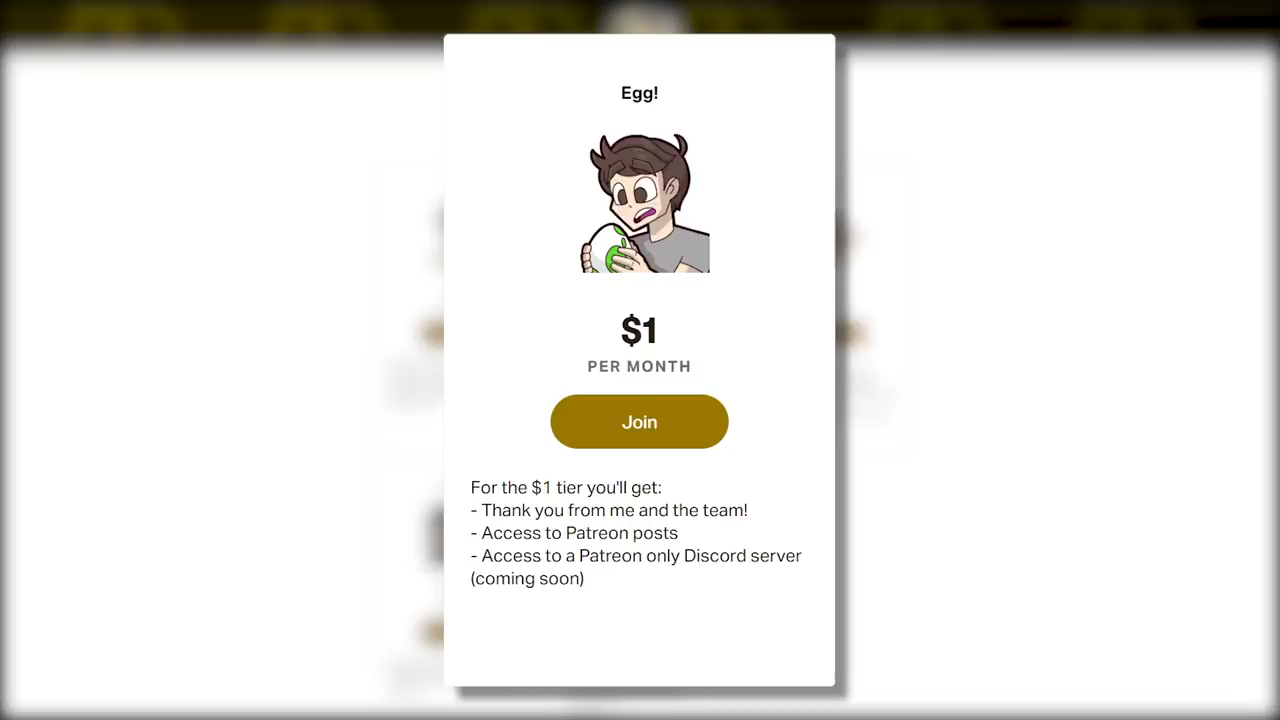 Egg!
$1
PER MONTH
Join
For the $1 tier you'll get:
- Thank you from me and the team!
- Access to Patreon posts
- Access to a Patreon only Discord server
(coming soon)